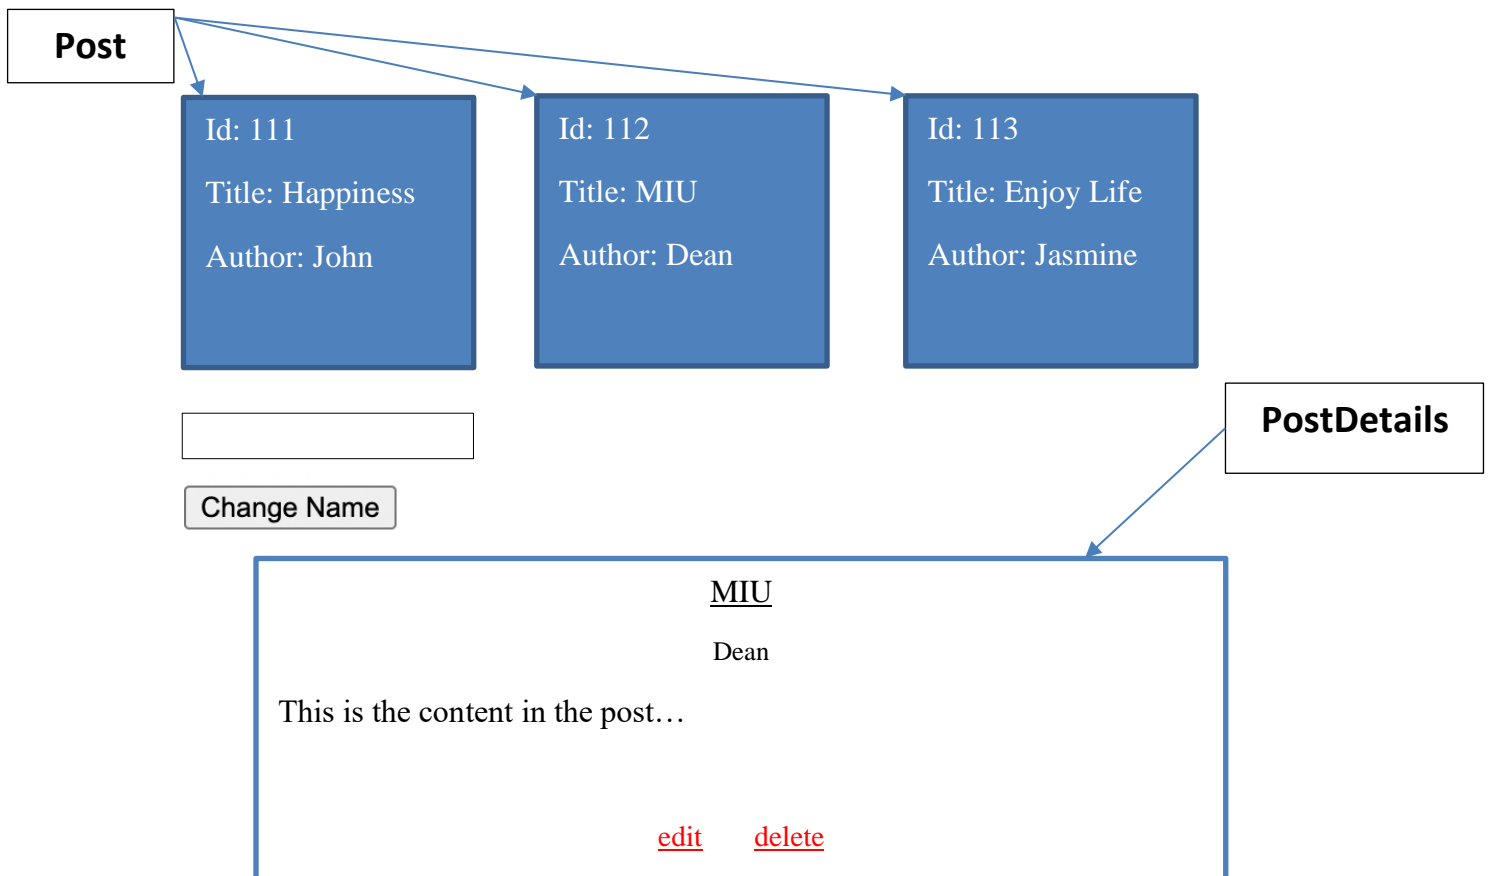 Post
Id: 111
Title: Happiness
Author: John
Id: 112
Title: MIU
Author: Dean
Id: 113
Title: Enjoy Life
Author: Jasmine
PostDetails
Change Name
MIU
Dean
This is the content in the post…
edit delete